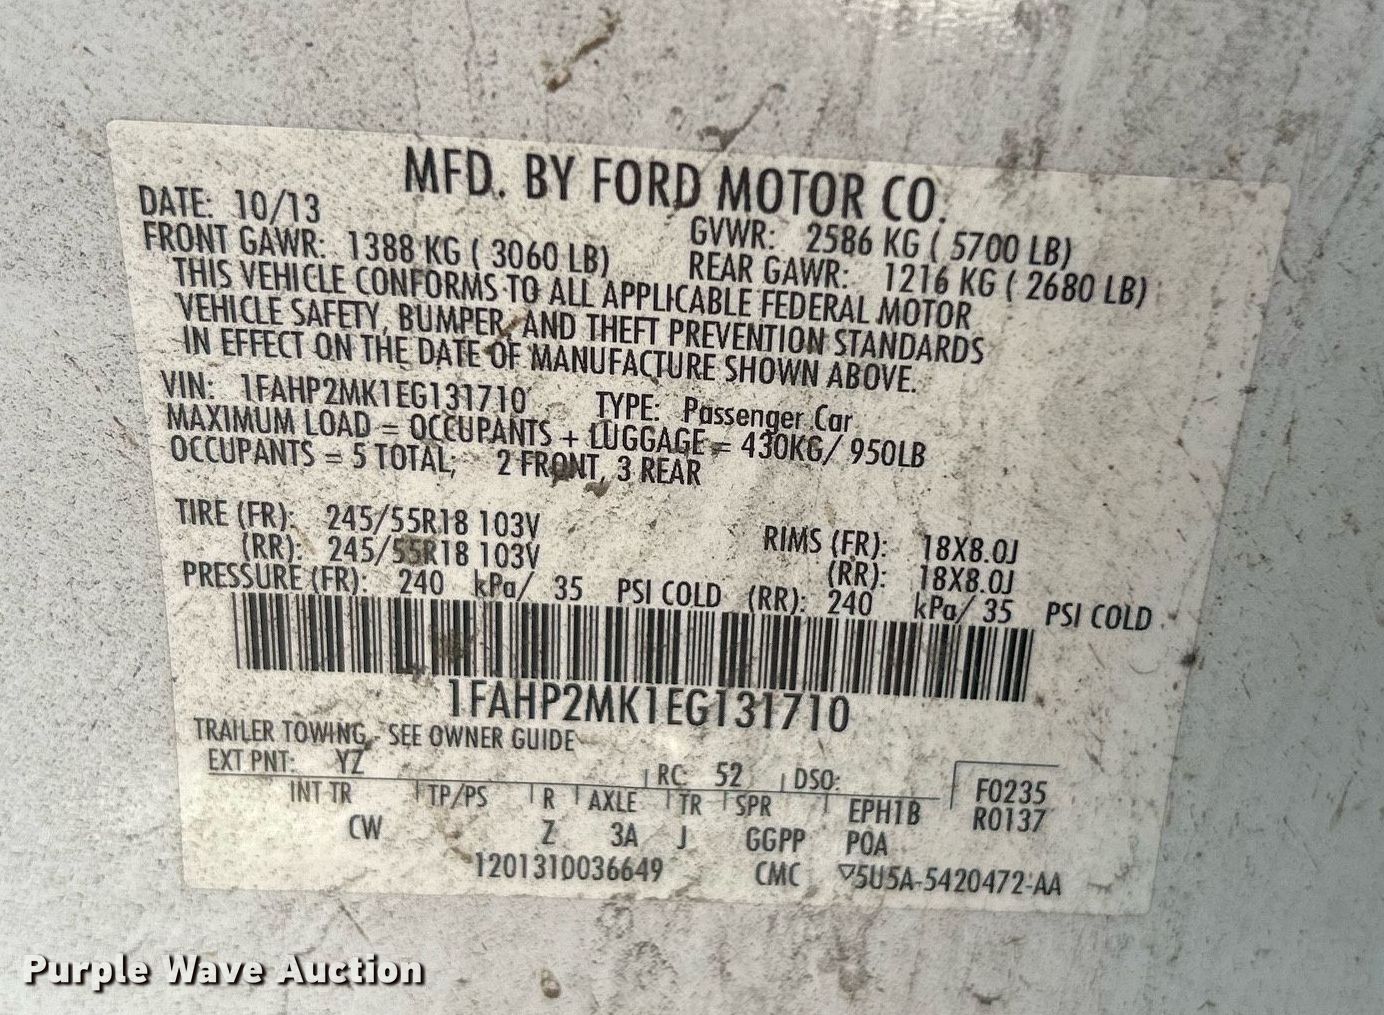 MFD. BY FORD MOTOR CO.
DATE: 10/13
GVWR: 2586 KG ( 5700 LB)
FRONT GAWR: 1388 KG ( 3060 LB)
REAR GAWR: 1216 KG ( 2680 LB)
THIS VEHICLE CONFORMS TO ALL APPLICABLE FEDERAL MOTOR
VEHICLE SAFETY, BUMPER, AND THEFT PREVENTION STANDARDS
IN EFFECT ON THE DATE OF MANUFACTURE SHOWN ABOVE.
VIN: 1FAHP2MK1EG131710 TYPE: Passenger Car
MAXIMUM LOAD = OCCUPANTS + LUGGAGE = 430KG/ 950LB
OCCUPANTS = 5 TOTAL; 2 FRONT, 3 REAR
TIRE (FR): 245/55R18 103V RIMS (FR): 18X8.0J
(RR): 245/55R18 103V (RR): 18X8.0J
PRESSURE (FR): 240 kPa/ 35 PSI COLD (RR): 240 kPa/ 35 PSI COLD
1FAHP2MK1EG131710
TRAILER TOWING - SEE OWNER GUIDE
EXT PNT: YZ RC: 52 DSO: F0235
INT TR TP/PS R AXLE TR SPR EPH1B R0137
CW Z 3A J GGPP POA
1201310036649 CMC ▽5U5A-5420472-AA
Purple Wave Auction